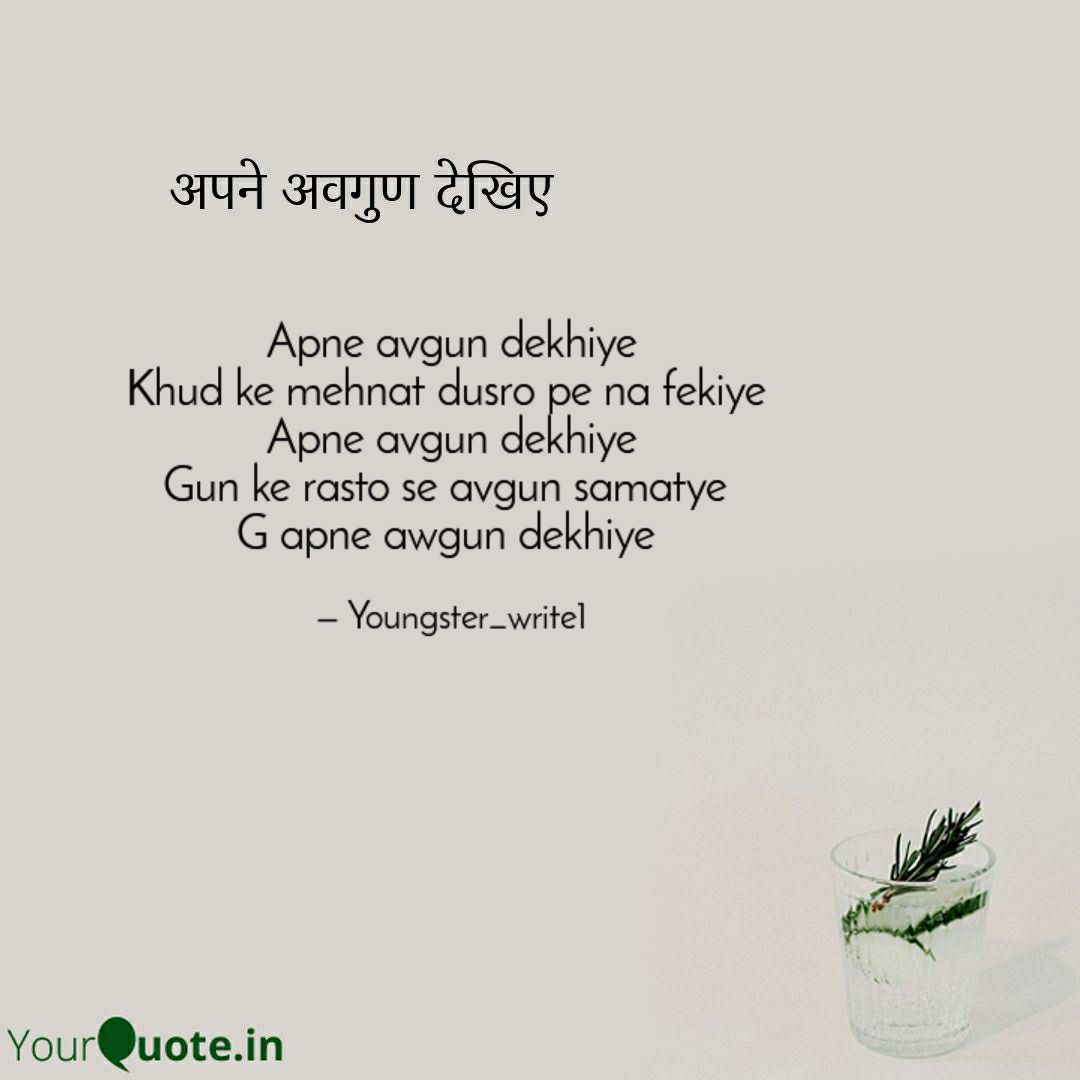 अपने अवगुण देखिए
Apne avgun dekhiye
Khud ke mehnat dusro pe na fekiye
Apne avgun dekhiye
Gun ke rasto se avgun samatye
G apne awgun dekhiye
– Youngster_write1
YourQuote.in